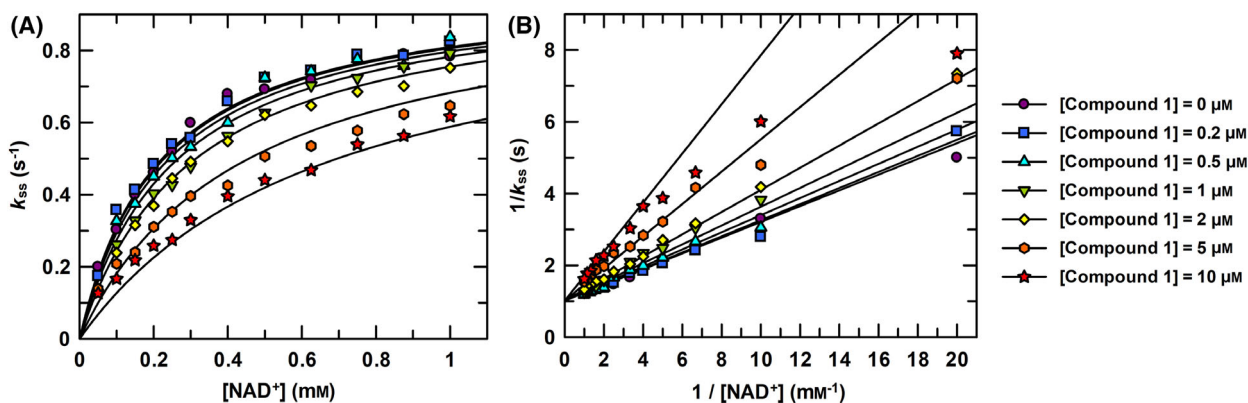 (A)
0.8
0.6
0.4
0.2
0
kss (s-1)
0 0.2 0.4 0.6 0.8 1
[NAD+] (mM)
(B)
8
6
4
2
0
1/kss (s)
0 2 4 6 8 10 12 14 16 18 20
1 / [NAD+] (mM-1)
[Compound 1] = 0 µM
[Compound 1] = 0.2 µM
[Compound 1] = 0.5 µM
[Compound 1] = 1 µM
[Compound 1] = 2 µM
[Compound 1] = 5 µM
[Compound 1] = 10 µM